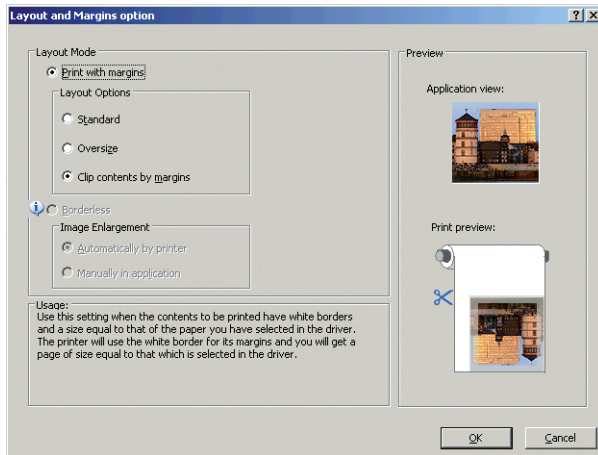 Layout and Margins option
Layout Mode
Print with margins
Layout Options
Standard
Oversize
Clip contents by margins
Borderless
Image Enlargement
Automatically by printer
Manually in application
Usage:
Use this setting when the contents to be printed have white borders
and a size equal to that of the paper you have selected in the driver.
The printer will use the white border for its margins and you will get a
page of size equal to that which is selected in the driver.
Preview
Application view:
Print preview:
OK
Cancel